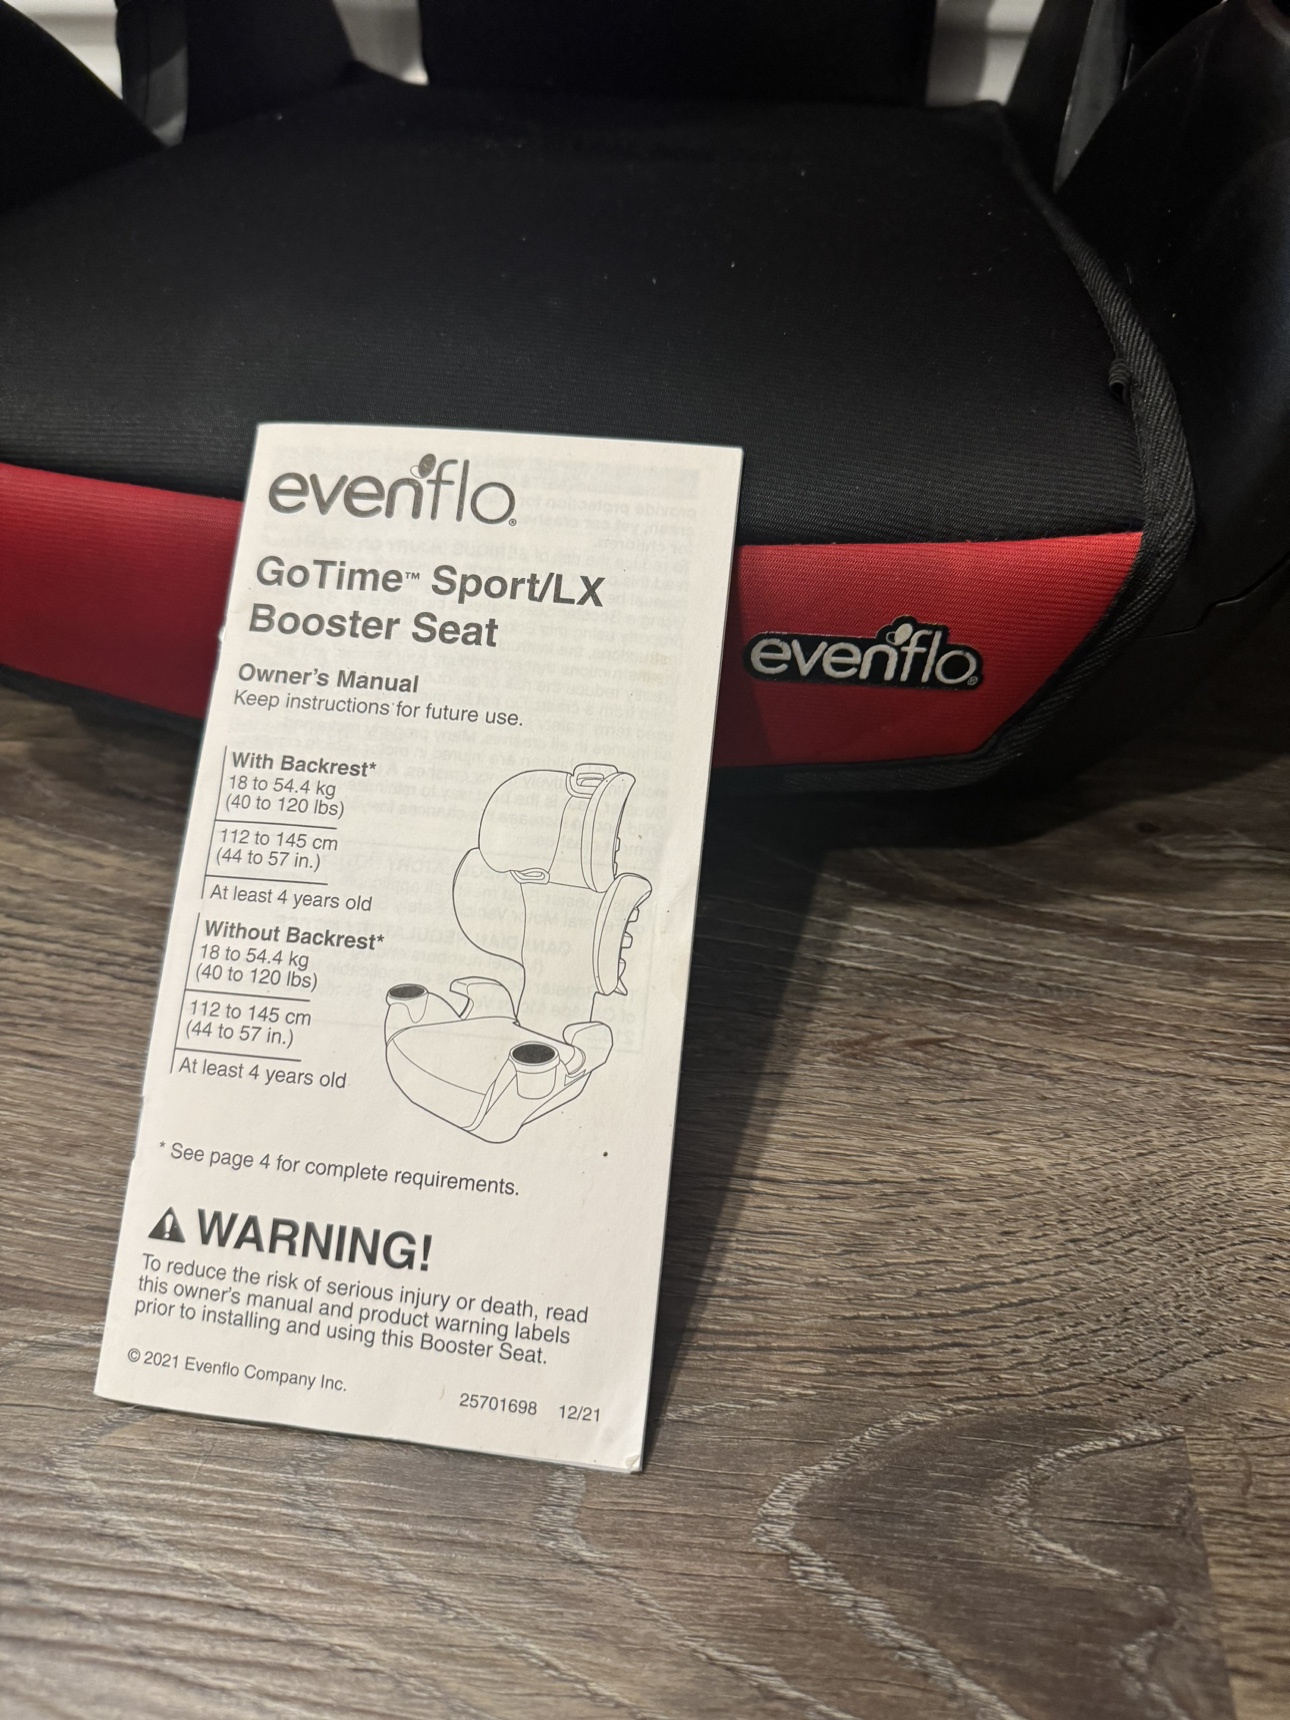 evenflo®
GoTime™ Sport/LX
Booster Seat
Owner's Manual
Keep instructions for future use.
With Backrest*
18 to 54.4 kg
(40 to 120 lbs)
112 to 145 cm
(44 to 57 in.)
At least 4 years old
Without Backrest*
18 to 54.4 kg
(40 to 120 lbs)
112 to 145 cm
(44 to 57 in.)
At least 4 years old
* See page 4 for complete requirements.
WARNING!
To reduce the risk of serious injury or death, read
this owner's manual and product warning labels
prior to installing and using this Booster Seat.
© 2021 Evenflo Company Inc.
25701698 12/21
evenflo®